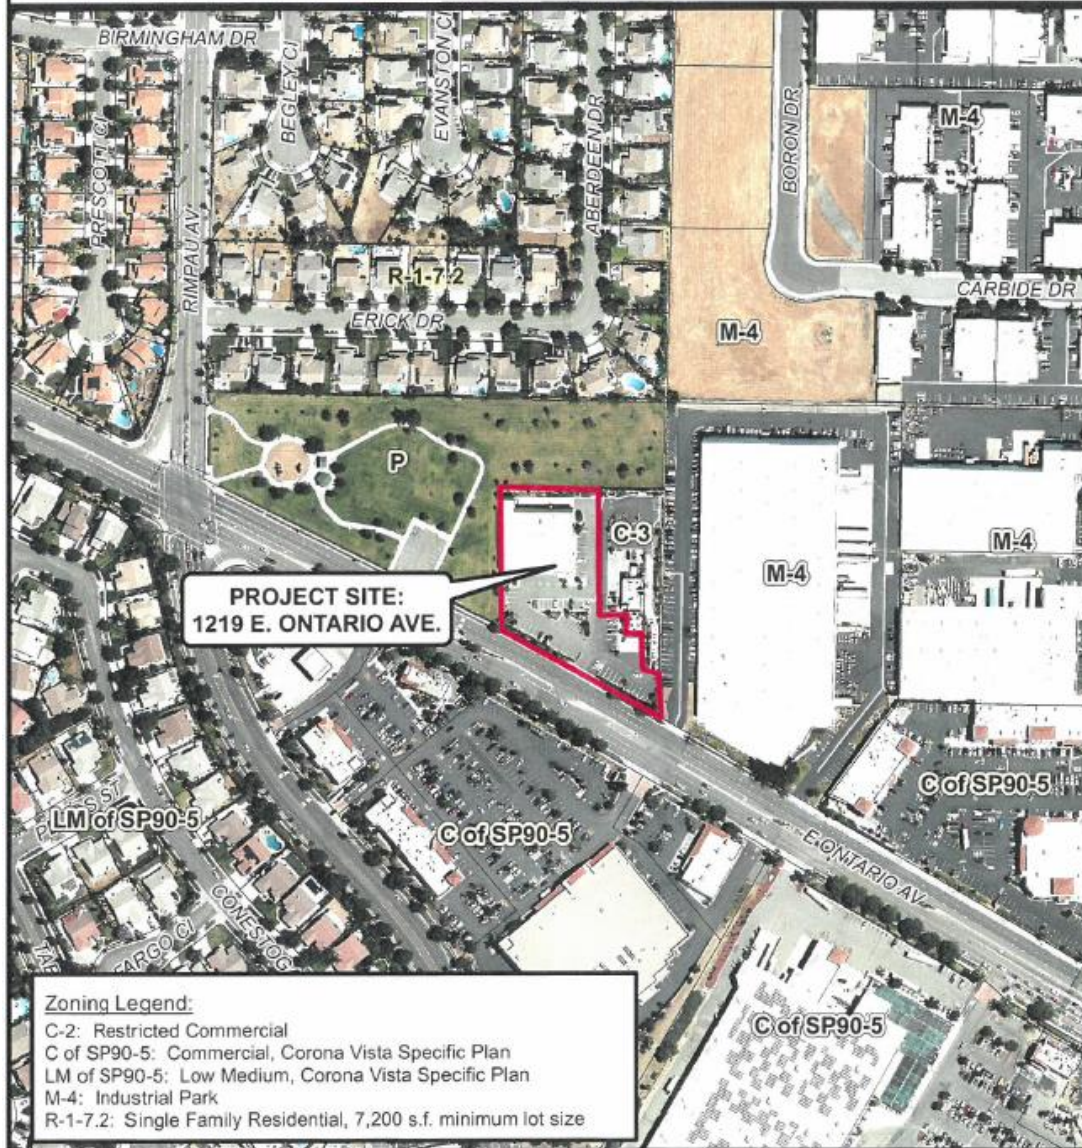 BIRMINGHAM DR
BEGLEY CI
EVANSTON CI
PRESCOTT CI
RIMPAU AV
ABERDEEN DR
BORON DR
M-4
R-1-7.2
ERICK DR
CARBIDE DR
M-4
P
C-3
M-4
M-4
PROJECT SITE:
1219 E. ONTARIO AVE.
LM of SP90-5
C of SP90-5
C of SP90-5
E ONTARIO AV
CONESTOG
FARGO CI
C of SP90-5
Zoning Legend:
C-2: Restricted Commercial
C of SP90-5: Commercial, Corona Vista Specific Plan
LM of SP90-5: Low Medium, Corona Vista Specific Plan
M-4: Industrial Park
R-1-7.2: Single Family Residential, 7,200 s.f. minimum lot size